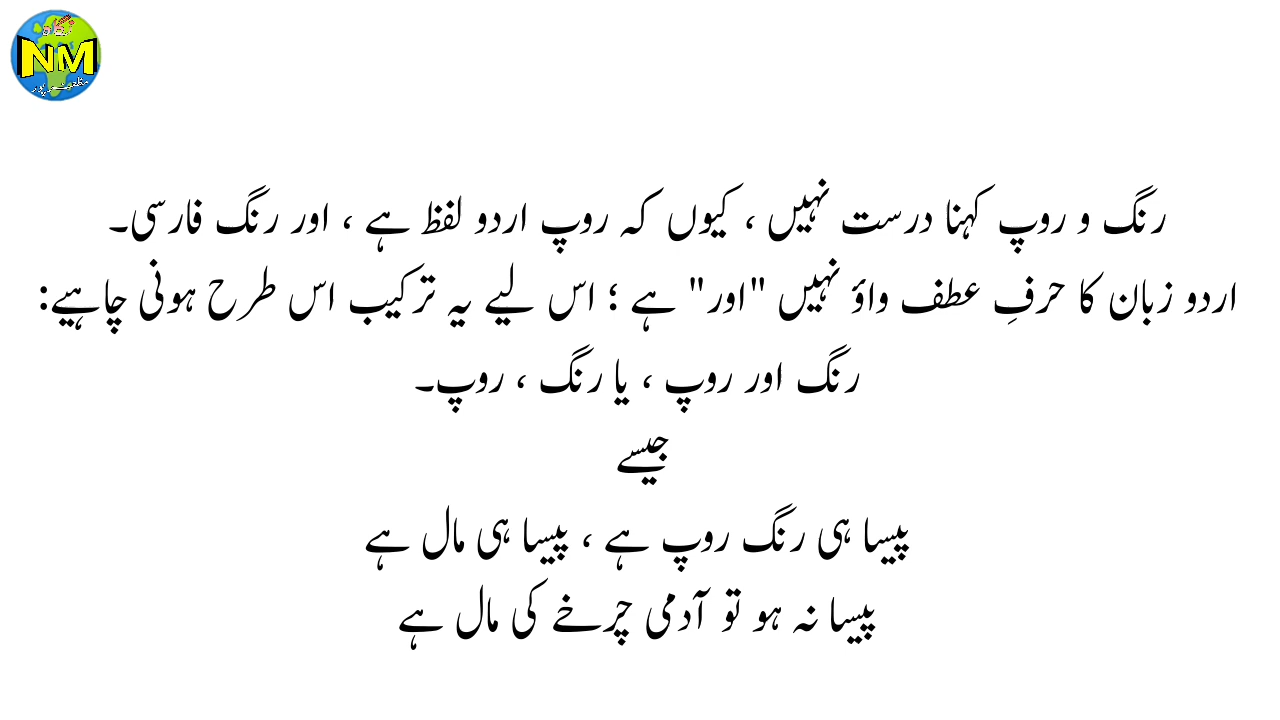 نگاہ
NM
مظفر پور
رنگ و روپ کہنا درست نہیں ، کیوں کہ روپ اردو لفظ ہے ، اور رنگ فارسی۔
اردو زبان کا حرفِ عطف واؤ نہیں "اور" ہے ؛ اس لیے یہ ترکیب اس طرح ہونی چاہیے:
رنگ اور روپ ، یا رنگ ، روپ۔
جیسے
پیسا ہی رنگ روپ ہے ، پیسا ہی مال ہے
پیسا نہ ہو تو آدمی چرخے کی مال ہے